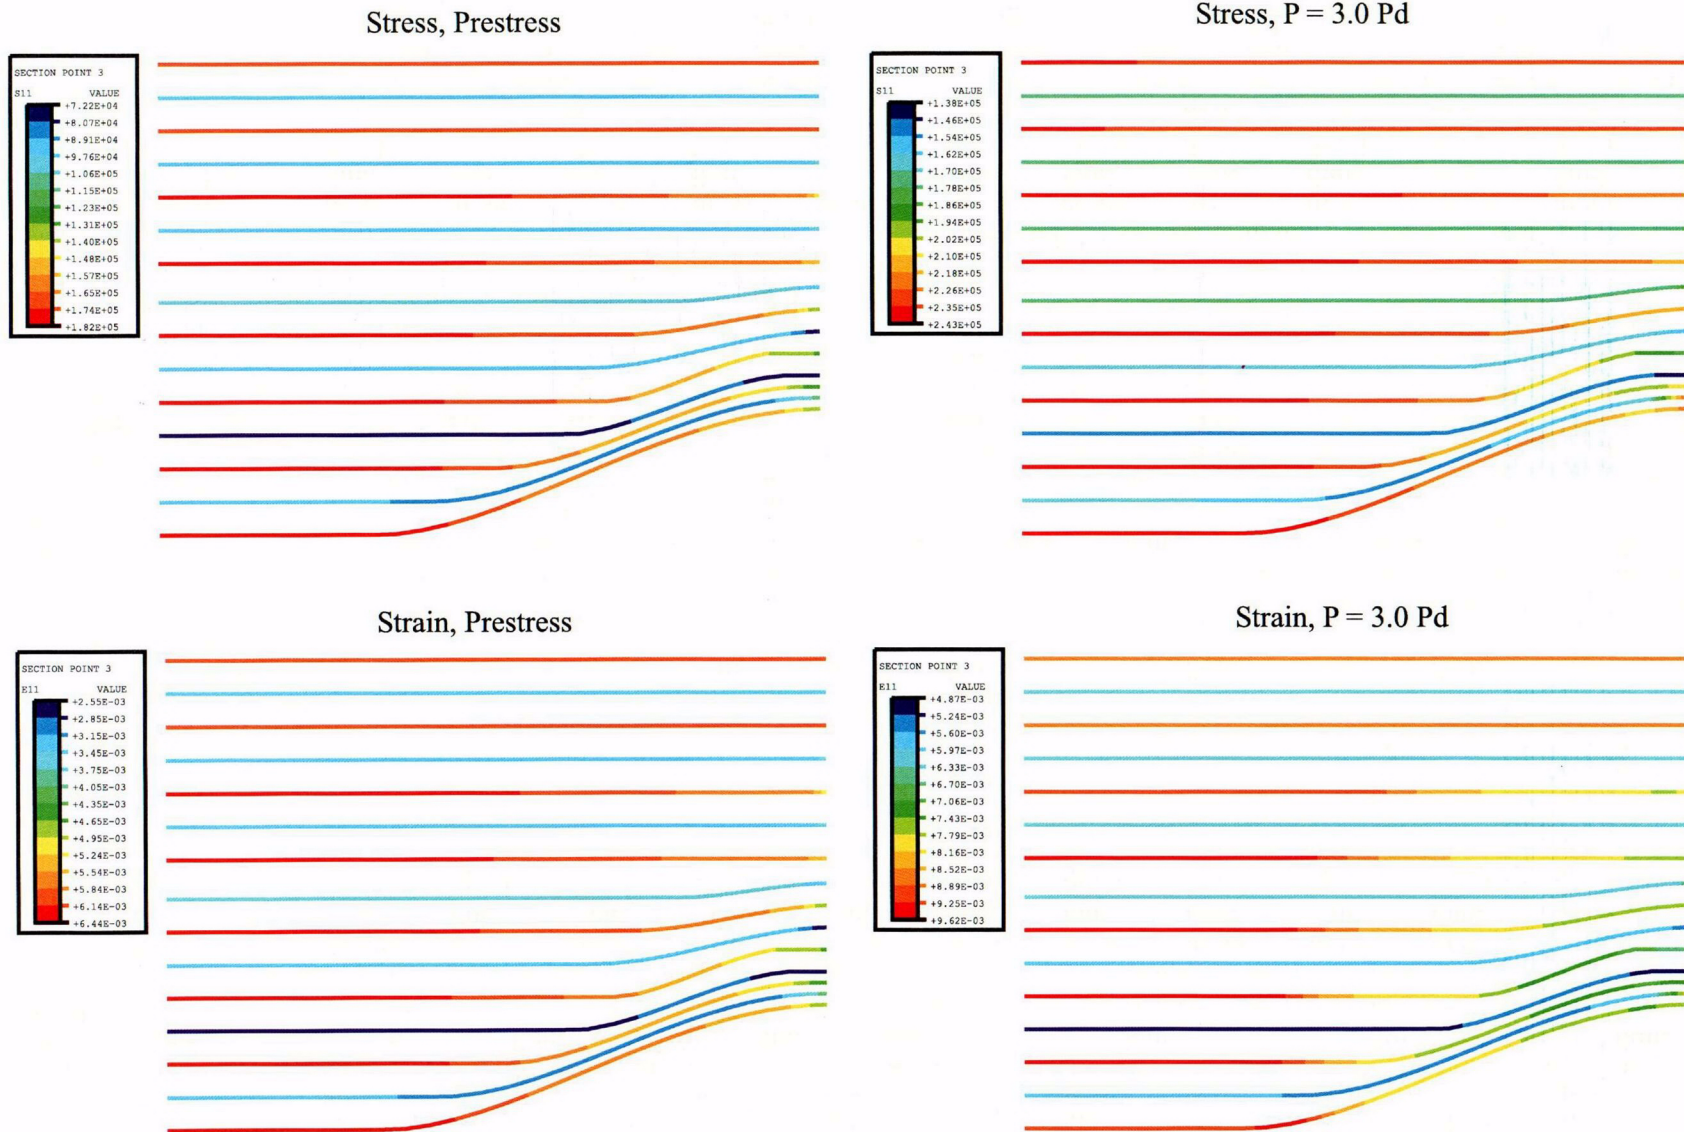 Stress, Prestress
SECTION POINT 3
S11 VALUE
+7.22E+04
+8.07E+04
+8.91E+04
+9.76E+04
+1.06E+05
+1.15E+05
+1.23E+05
+1.31E+05
+1.40E+05
+1.48E+05
+1.57E+05
+1.65E+05
+1.74E+05
+1.82E+05
Stress, P = 3.0 Pd
SECTION POINT 3
S11 VALUE
+1.38E+05
+1.46E+05
+1.54E+05
+1.62E+05
+1.70E+05
+1.78E+05
+1.86E+05
+1.94E+05
+2.02E+05
+2.10E+05
+2.18E+05
+2.26E+05
+2.35E+05
+2.43E+05
Strain, Prestress
SECTION POINT 3
E11 VALUE
+2.55E-03
+2.85E-03
+3.15E-03
+3.45E-03
+3.75E-03
+4.05E-03
+4.35E-03
+4.65E-03
+4.95E-03
+5.24E-03
+5.54E-03
+5.84E-03
+6.14E-03
+6.44E-03
Strain, P = 3.0 Pd
SECTION POINT 3
E11 VALUE
+4.87E-03
+5.24E-03
+5.60E-03
+5.97E-03
+6.33E-03
+6.70E-03
+7.06E-03
+7.43E-03
+7.79E-03
+8.16E-03
+8.52E-03
+8.89E-03
+9.25E-03
+9.62E-03